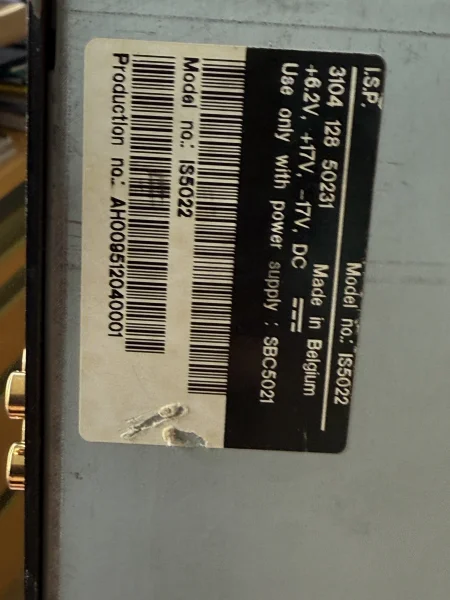 I.S.P. Model no.: IS5022
3104 128 50231
+6.2V, +17V, -17V, DC Made in Belgium
Use only with power supply : SBC5021
Model no.: IS5022
Production no.: AH009512040001